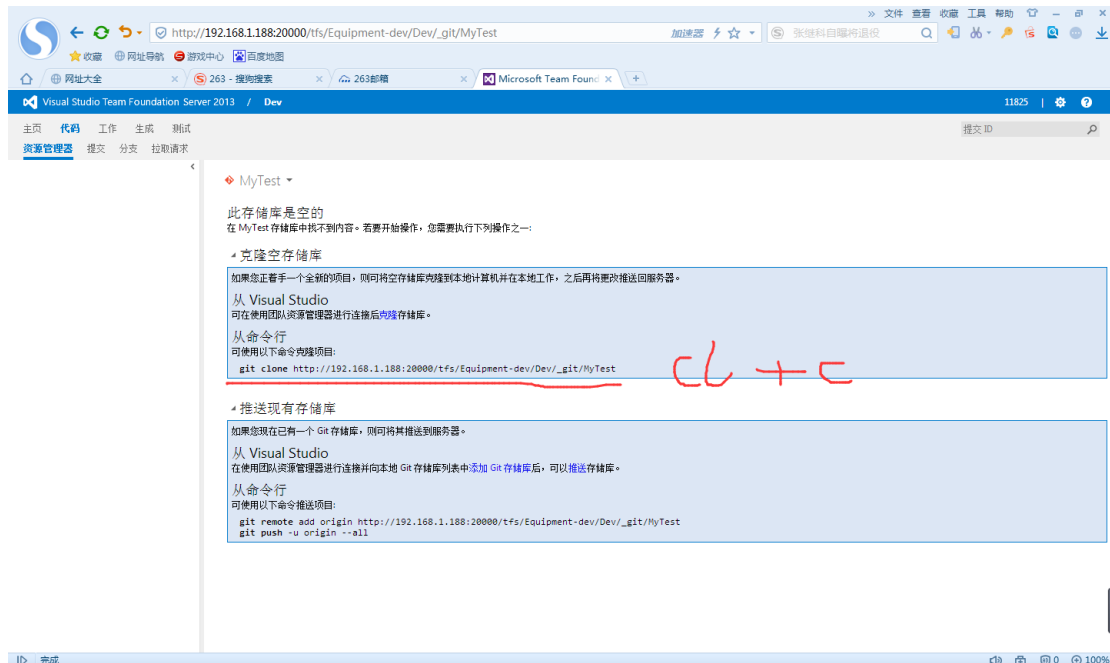 » 文件 查看 收藏 工具 帮助
http://192.168.1.188:20000/tfs/Equipment-dev/Dev/_git/MyTest 加速器 张继科自曝将退役
收藏 网址导航 游戏中心 百度地图
网址大全 × 263 - 搜狗搜索 × 263邮箱 × Microsoft Team Found ×
Visual Studio Team Foundation Server 2013 / Dev 11825 |
主页 代码 工作 生成 测试 提交 ID
资源管理器 提交 分支 拉取请求
MyTest
此存储库是空的
在 MyTest 存储库中找不到内容。若要开始操作，您需要执行下列操作之一:
克隆空存储库
如果您正着手一个全新的项目，则可将空存储库克隆到本地计算机并在本地工作，之后再将更改推送回服务器。
从 Visual Studio
可在使用团队资源管理器进行连接后克隆存储库。
从命令行
可使用以下命令克隆项目:
git clone http://192.168.1.188:20000/tfs/Equipment-dev/Dev/_git/MyTest
推送现有存储库
如果您现在已有一个 Git 存储库，则可将其推送到服务器。
从 Visual Studio
在使用团队资源管理器进行连接并向本地 Git 存储库列表中添加 Git 存储库后，可以推送存储库。
从命令行
可使用以下命令推送项目:
git remote add origin http://192.168.1.188:20000/tfs/Equipment-dev/Dev/_git/MyTest
git push -u origin --all
完成 0 100%